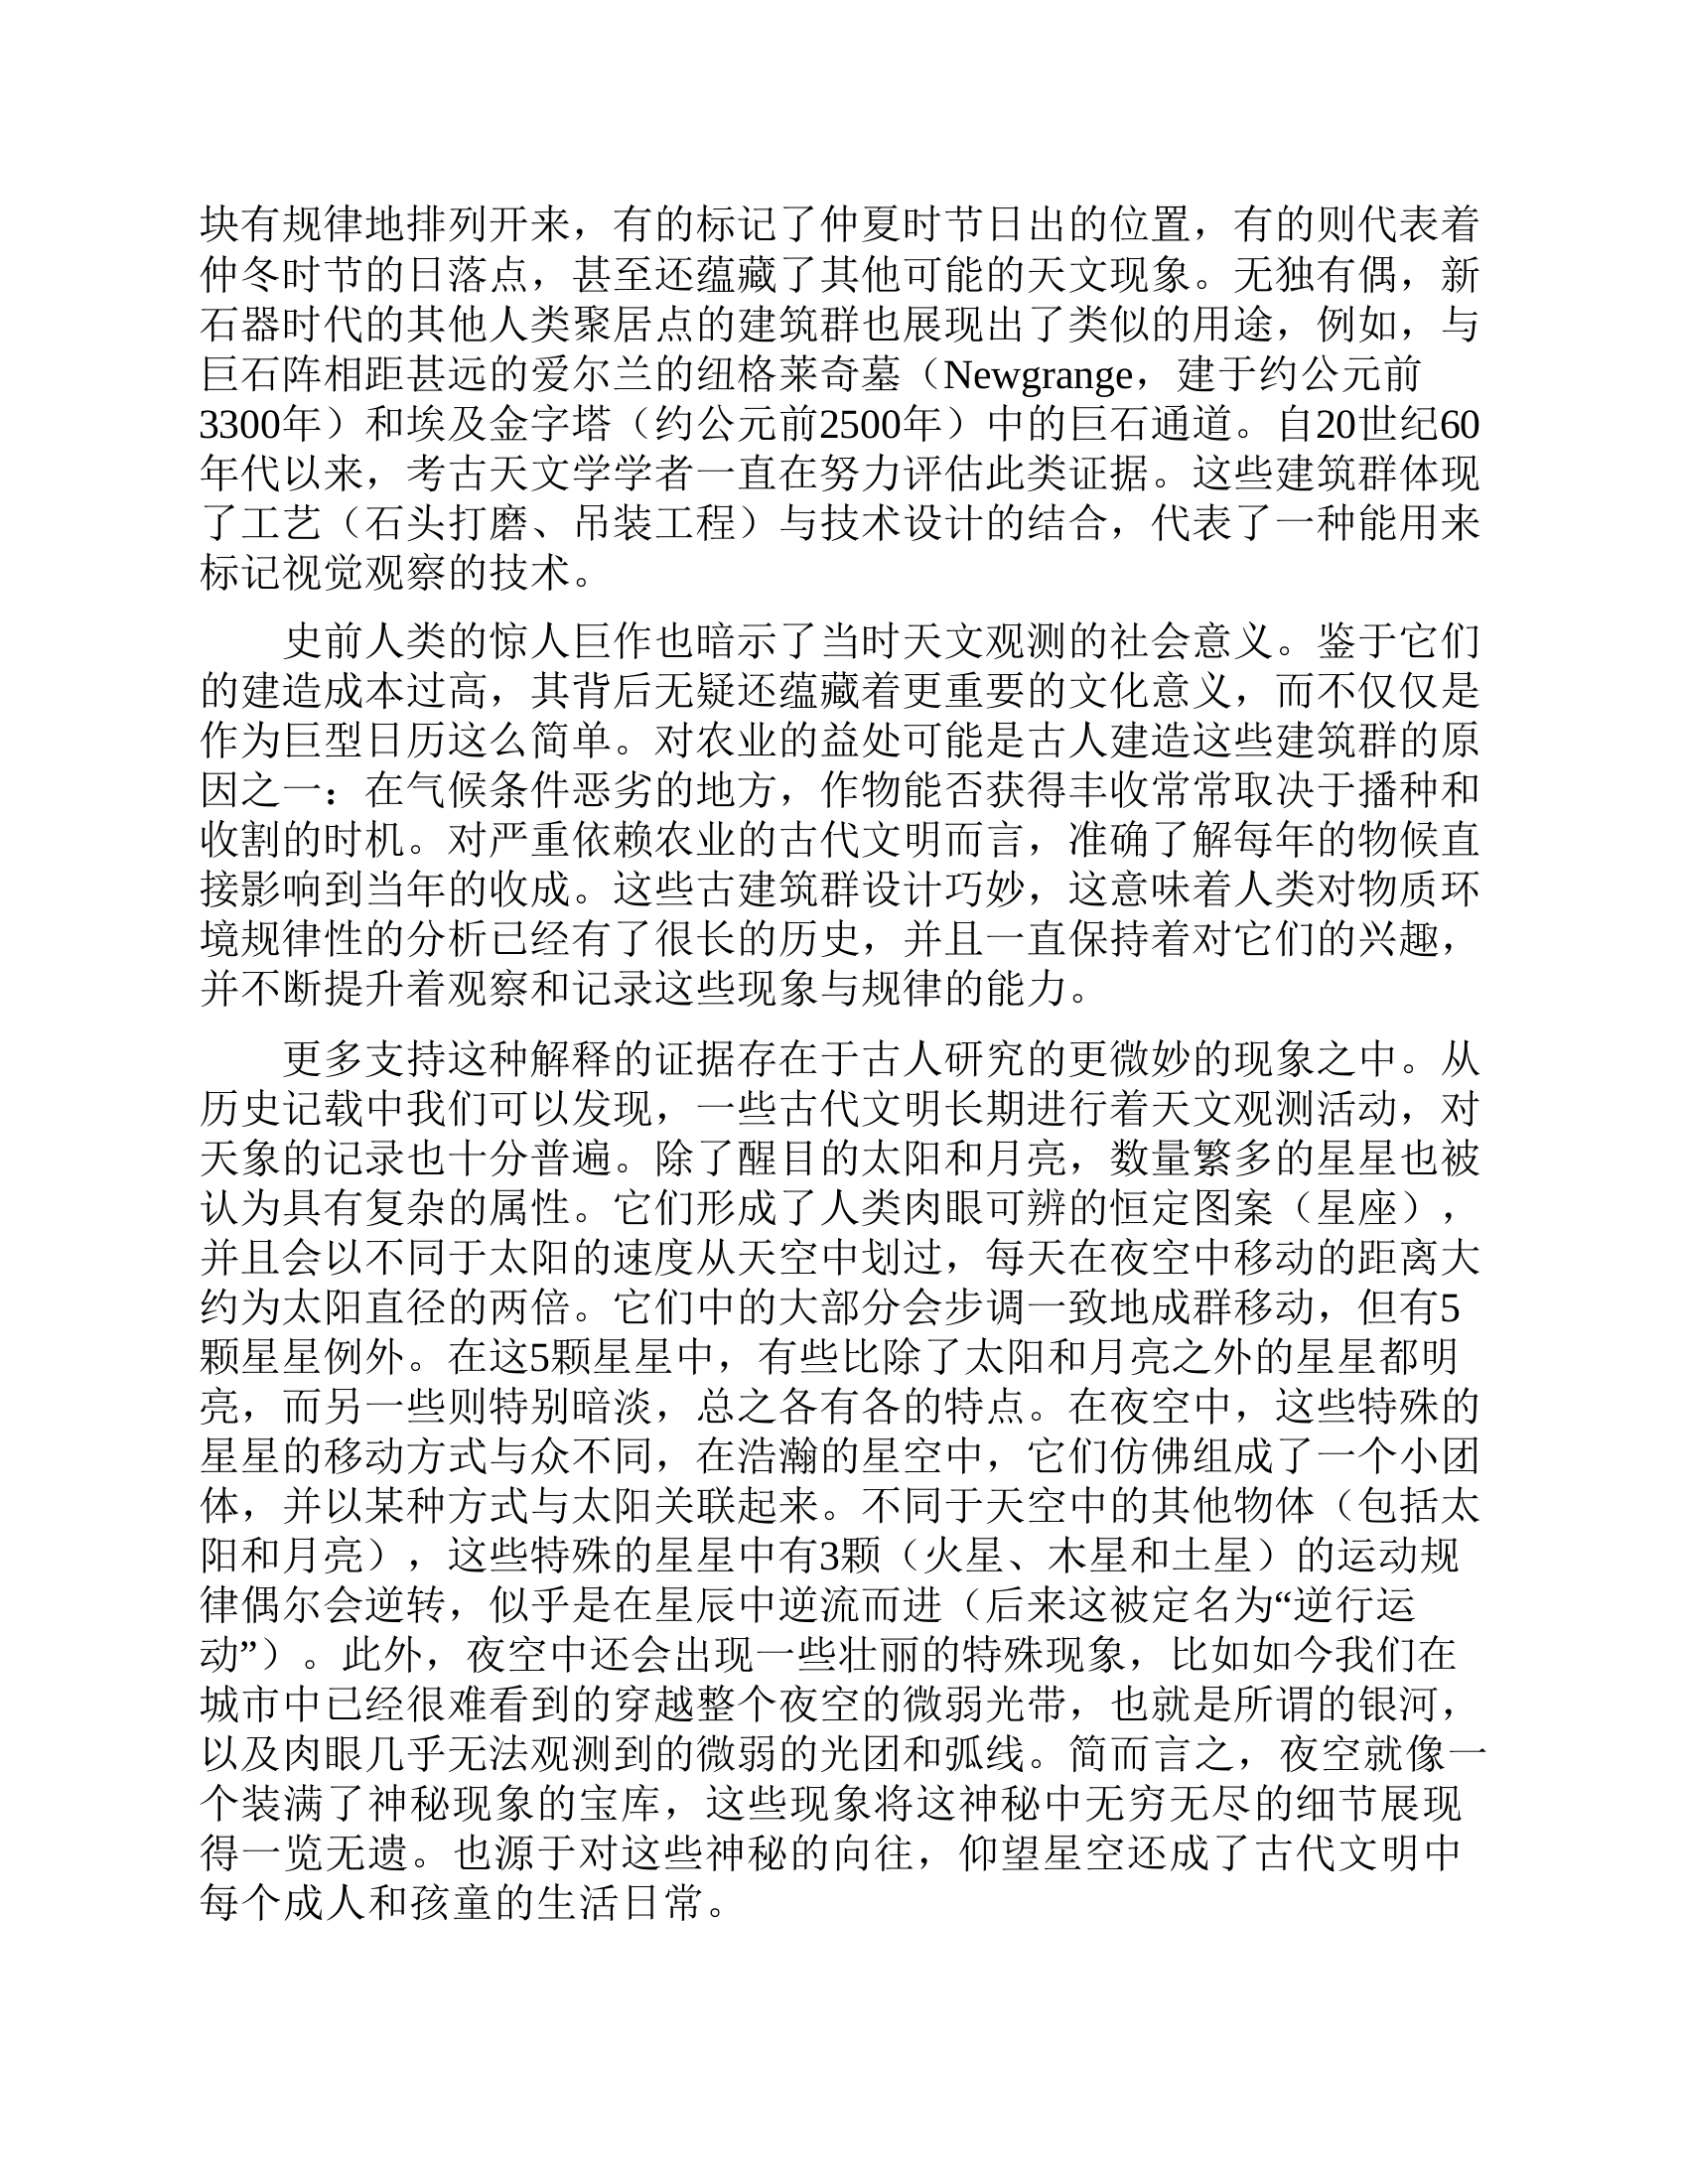 块有规律地排列开来，有的标记了仲夏时节日出的位置，有的则代表着
仲冬时节的日落点，甚至还蕴藏了其他可能的天文现象。无独有偶，新
石器时代的其他人类聚居点的建筑群也展现出了类似的用途，例如，与
巨石阵相距甚远的爱尔兰的纽格莱奇墓（Newgrange，建于约公元前
3300年）和埃及金字塔（约公元前2500年）中的巨石通道。自20世纪60
年代以来，考古天文学学者一直在努力评估此类证据。这些建筑群体现
了工艺（石头打磨、吊装工程）与技术设计的结合，代表了一种能用来
标记视觉观察的技术。
史前人类的惊人巨作也暗示了当时天文观测的社会意义。鉴于它们
的建造成本过高，其背后无疑还蕴藏着更重要的文化意义，而不仅仅是
作为巨型日历这么简单。对农业的益处可能是古人建造这些建筑群的原
因之一：在气候条件恶劣的地方，作物能否获得丰收常常取决于播种和
收割的时机。对严重依赖农业的古代文明而言，准确了解每年的物候直
接影响到当年的收成。这些古建筑群设计巧妙，这意味着人类对物质环
境规律性的分析已经有了很长的历史，并且一直保持着对它们的兴趣，
并不断提升着观察和记录这些现象与规律的能力。
更多支持这种解释的证据存在于古人研究的更微妙的现象之中。从
历史记载中我们可以发现，一些古代文明长期进行着天文观测活动，对
天象的记录也十分普遍。除了醒目的太阳和月亮，数量繁多的星星也被
认为具有复杂的属性。它们形成了人类肉眼可辨的恒定图案（星座），
并且会以不同于太阳的速度从天空中划过，每天在夜空中移动的距离大
约为太阳直径的两倍。它们中的大部分会步调一致地成群移动，但有5
颗星星例外。在这5颗星星中，有些比除了太阳和月亮之外的星星都明
亮，而另一些则特别暗淡，总之各有各的特点。在夜空中，这些特殊的
星星的移动方式与众不同，在浩瀚的星空中，它们仿佛组成了一个小团
体，并以某种方式与太阳关联起来。不同于天空中的其他物体（包括太
阳和月亮），这些特殊的星星中有3颗（火星、木星和土星）的运动规
律偶尔会逆转，似乎是在星辰中逆流而进（后来这被定名为“逆行运
动”）。此外，夜空中还会出现一些壮丽的特殊现象，比如如今我们在
城市中已经很难看到的穿越整个夜空的微弱光带，也就是所谓的银河，
以及肉眼几乎无法观测到的微弱的光团和弧线。简而言之，夜空就像一
个装满了神秘现象的宝库，这些现象将这神秘中无穷无尽的细节展现
得一览无遗。也源于对这些神秘的向往，仰望星空还成了古代文明中
每个成人和孩童的生活日常。